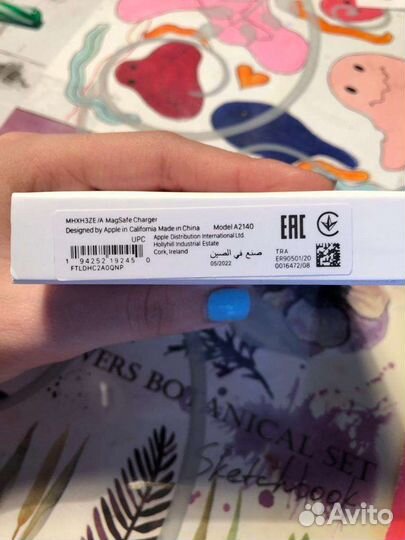 MHXH3ZE/A MagSafe Charger
Designed by Apple in California Made in China Model A2140
UPC
1 94252 19245 0
FTLDHC2A0QNP
Apple Distribution International Ltd.
Hollyhill Industrial Estate
Cork, Ireland
صنع في الصين
05/2022
EAC
TRA
ER90501/20
0016472/08
VERS BOTANICAL SET
Sketchbook
Avito